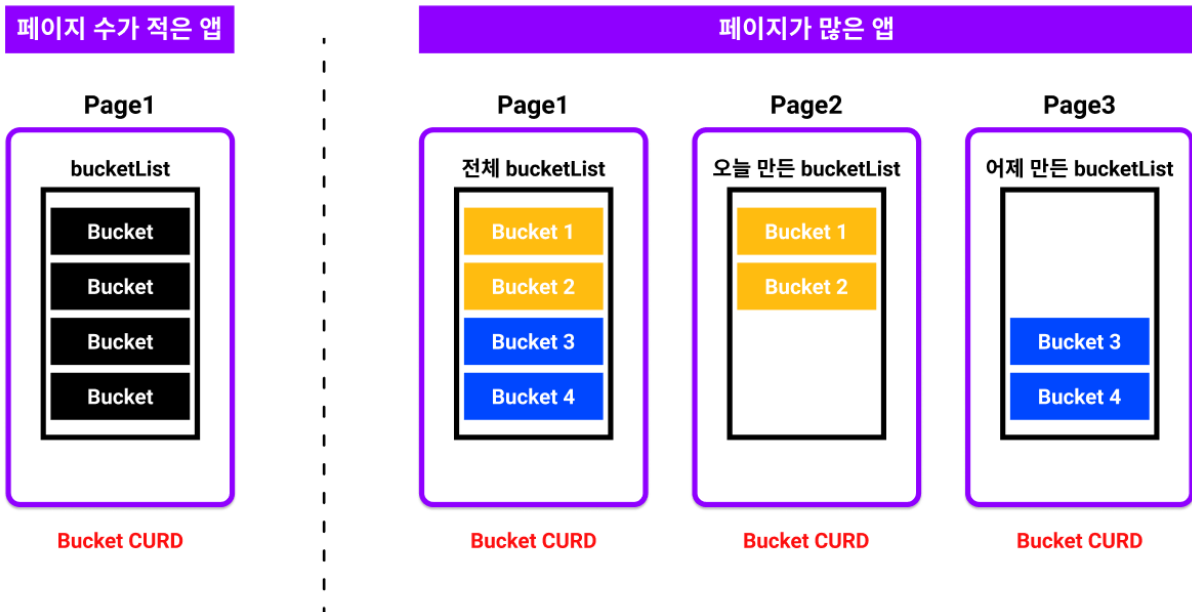 페이지 수가 적은 앱
Page1
bucketList
Bucket
Bucket
Bucket
Bucket
Bucket CURD
페이지가 많은 앱
Page1
전체 bucketList
Bucket 1
Bucket 2
Bucket 3
Bucket 4
Bucket CURD
Page2
오늘 만든 bucketList
Bucket 1
Bucket 2
Bucket CURD
Page3
어제 만든 bucketList
Bucket 3
Bucket 4
Bucket CURD